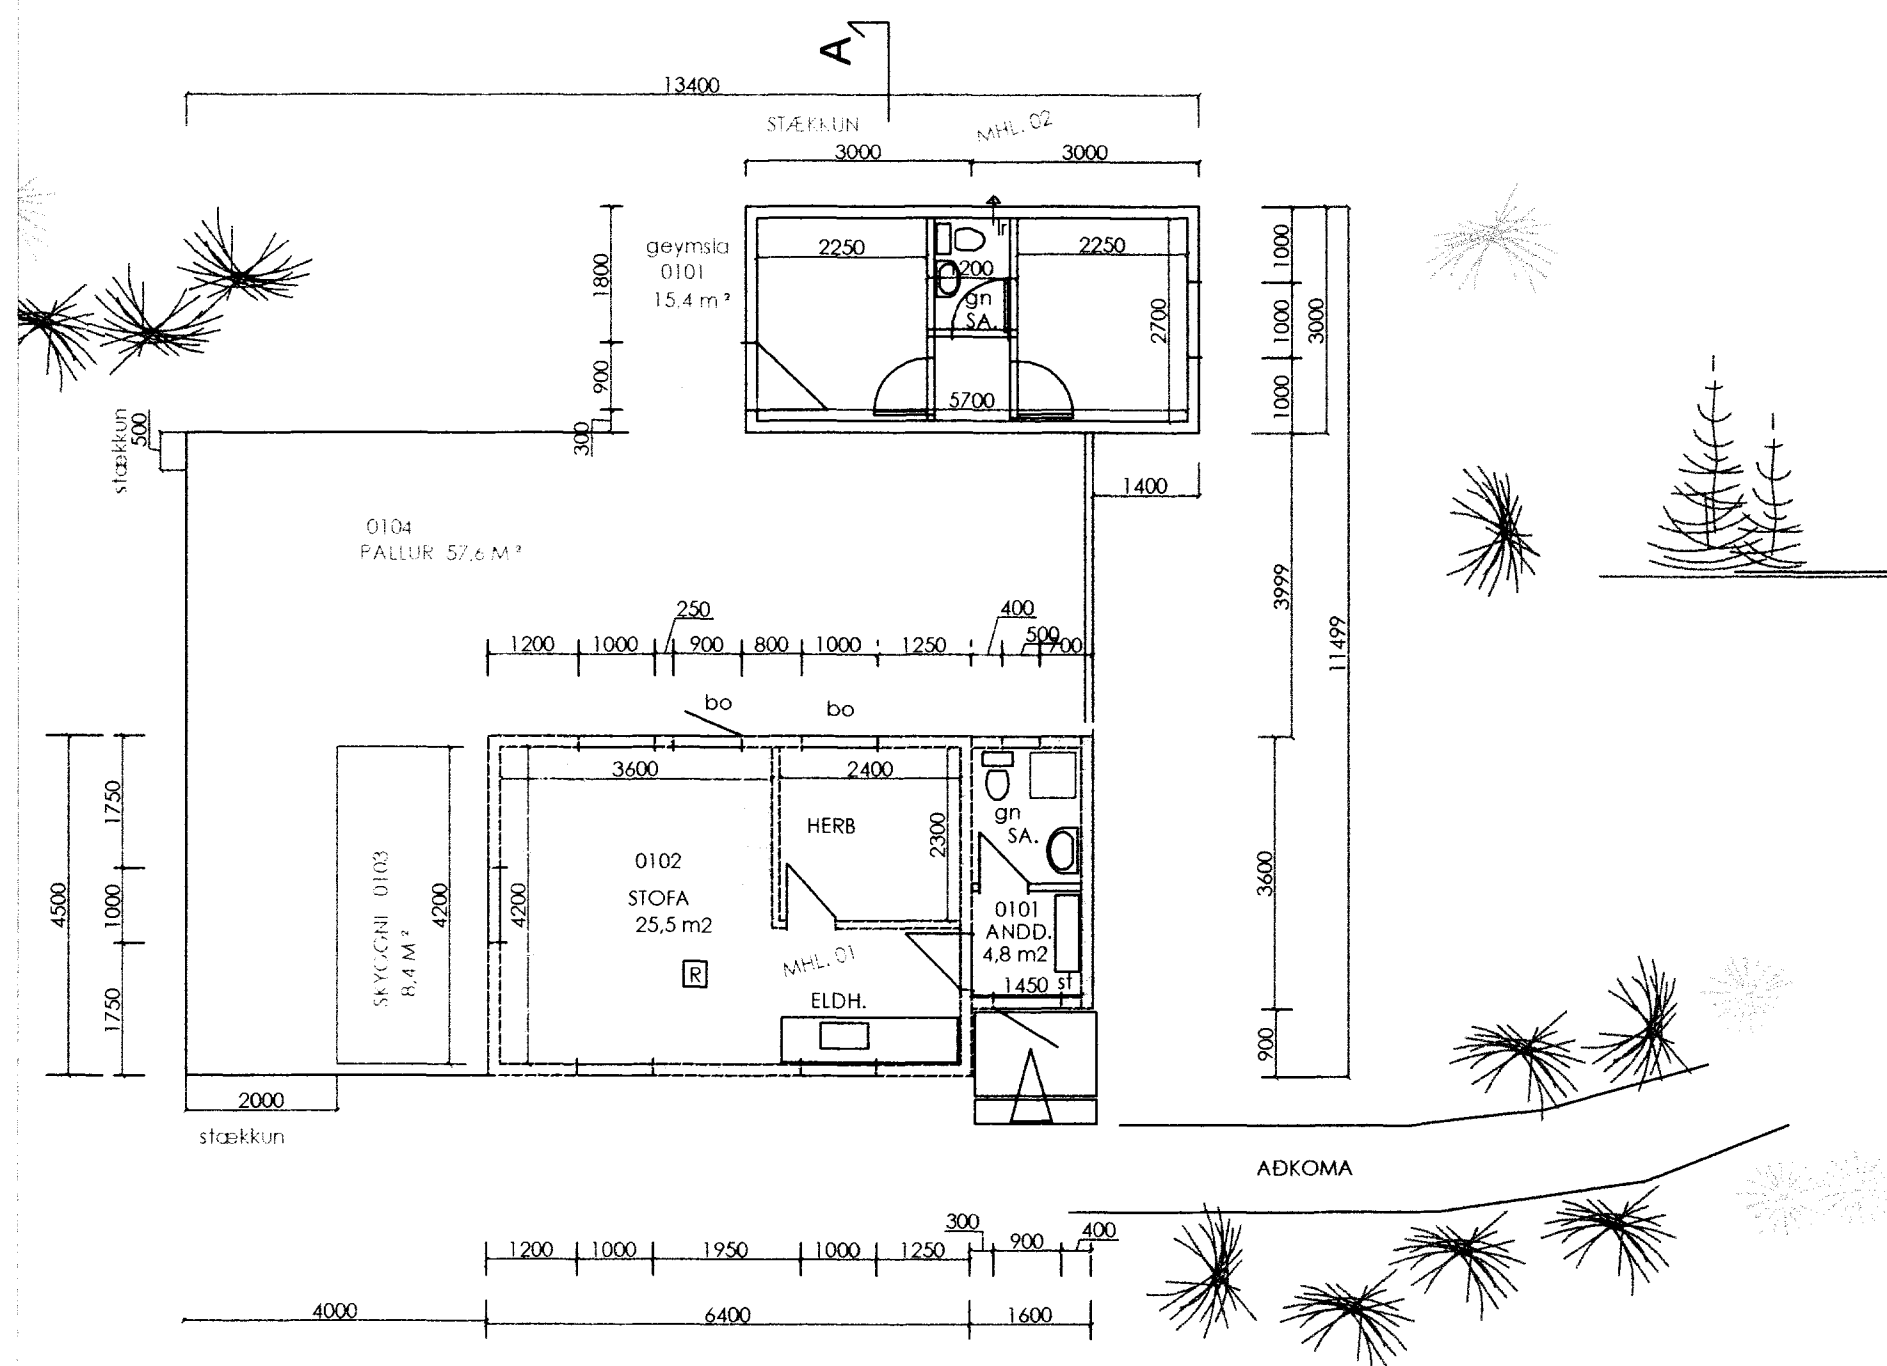 A
13400
STÆKKUN
MHL. 02
3000
3000
geymsla
0101
15,4 m²
1800
900
300
2250
1200
2250
lr
gn
SA.
2700
5700
1000
1000
1000
3000
stækkun
500
1400
0104
PALLUR 57,6 M²
3999
11499
250
400
500
1200
1000
900
800
1000
1250
700
bo
bo
4500
1750
1000
1750
3600
2400
HERB
2300
gn
SA.
0102
STOFA
25,5 m2
4200
4200
SKYGGNI 0103
8,4 M²
MHL. 01
R
ELDH.
0101
ANDD.
4,8 m2
1450
st
3600
900
2000
stækkun
AÐKOMA
300
900
400
1200
1000
1950
1000
1250
4000
6400
1600